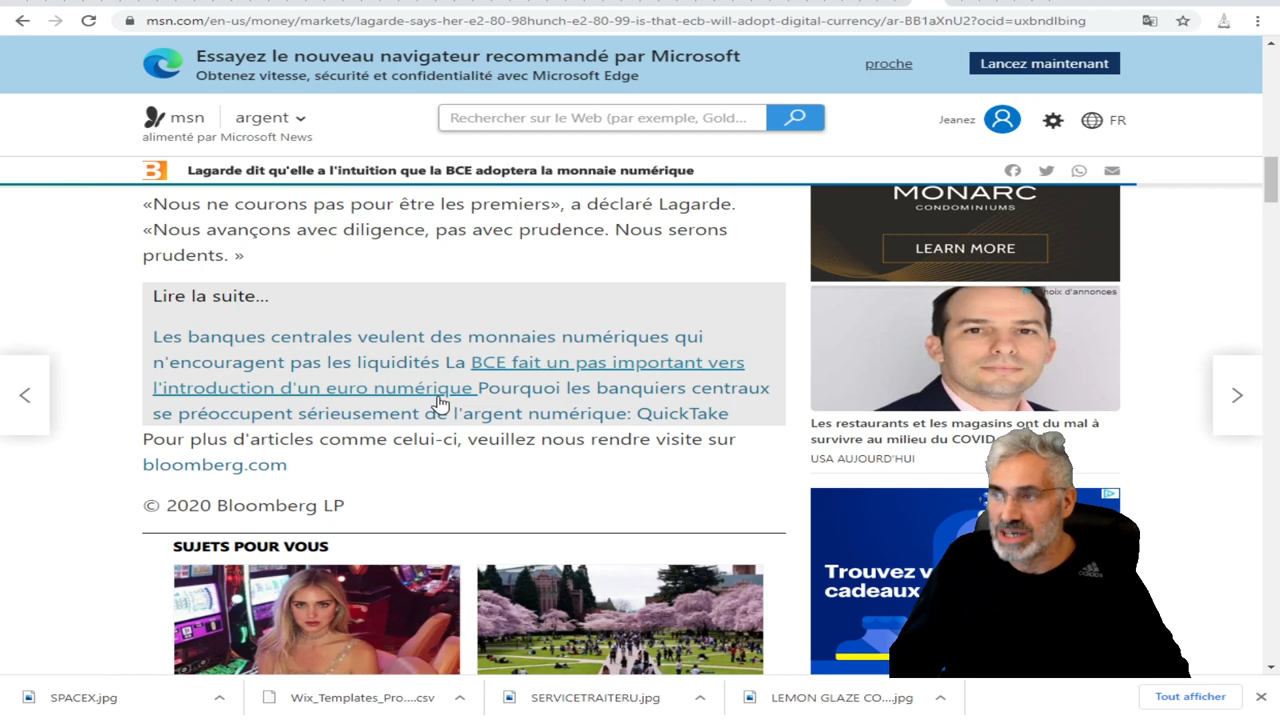 msn.com/en-us/money/markets/lagarde-says-her-e2-80-98hunch-e2-80-99-is-that-ecb-will-adopt-digital-currency/ar-BB1aXnU2?ocid=uxbndlbing
Essayez le nouveau navigateur recommandé par Microsoft
Obtenez vitesse, sécurité et confidentialité avec Microsoft Edge
proche
Lancez maintenant
msn
argent
alimenté par Microsoft News
Rechercher sur le Web (par exemple, Gold...
Jeanez
FR
B
Lagarde dit qu'elle a l'intuition que la BCE adoptera la monnaie numérique
«Nous ne courons pas pour être les premiers», a déclaré Lagarde.
«Nous avançons avec diligence, pas avec prudence. Nous serons
prudents. »
Lire la suite...
Les banques centrales veulent des monnaies numériques qui
n'encouragent pas les liquidités La BCE fait un pas important vers
l'introduction d'un euro numérique Pourquoi les banquiers centraux
se préoccupent sérieusement de l'argent numérique: QuickTake
Pour plus d'articles comme celui-ci, veuillez nous rendre visite sur
bloomberg.com
© 2020 Bloomberg LP
SUJETS POUR VOUS
MONARC
CONDOMINIUMS
LEARN MORE
choix d'annonces
Les restaurants et les magasins ont du mal à
survivre au milieu du COVID
USA AUJOURD'HUI
Trouvez
cadeaux
adidas
SPACEX.jpg
Wix_Templates_Pro....csv
SERVICETRAITERU.jpg
LEMON GLAZE CO....jpg
Tout afficher